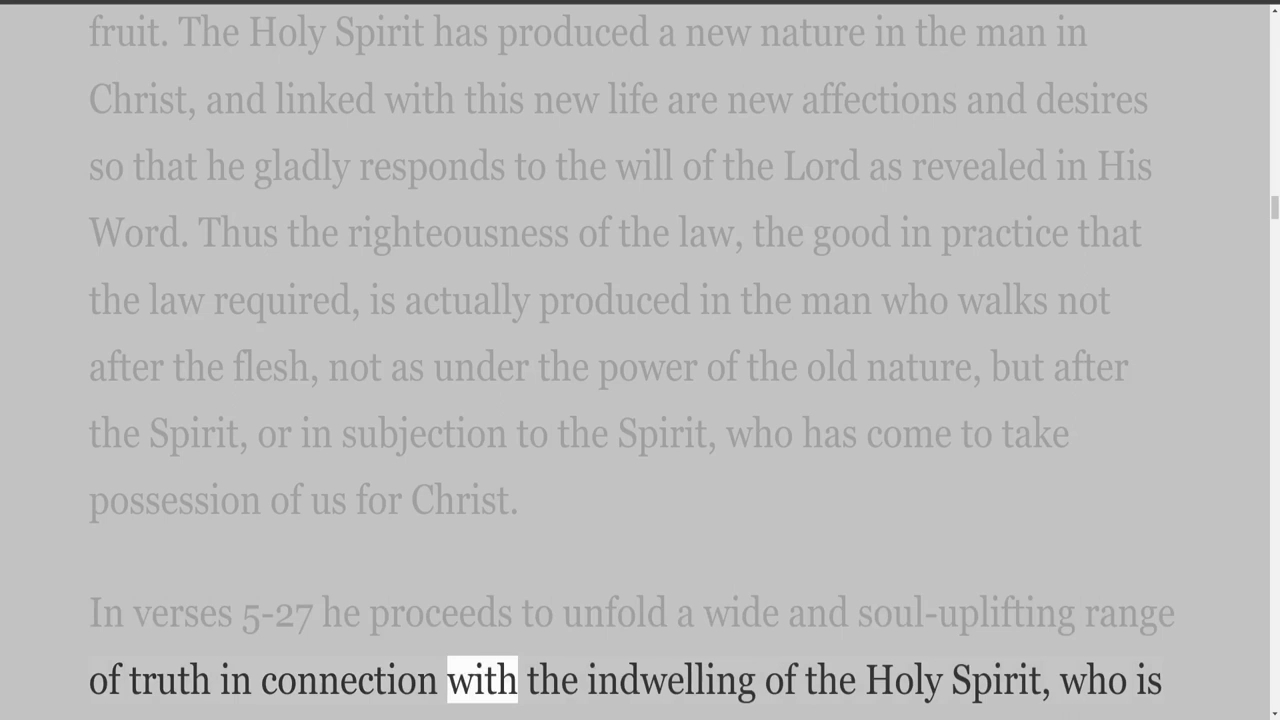 fruit. The Holy Spirit has produced a new nature in the man in
Christ, and linked with this new life are new affections and desires
so that he gladly responds to the will of the Lord as revealed in His
Word. Thus the righteousness of the law, the good in practice that
the law required, is actually produced in the man who walks not
after the flesh, not as under the power of the old nature, but after
the Spirit, or in subjection to the Spirit, who has come to take
possession of us for Christ.
In verses 5-27 he proceeds to unfold a wide and soul-uplifting range
of truth in connection with the indwelling of the Holy Spirit, who is